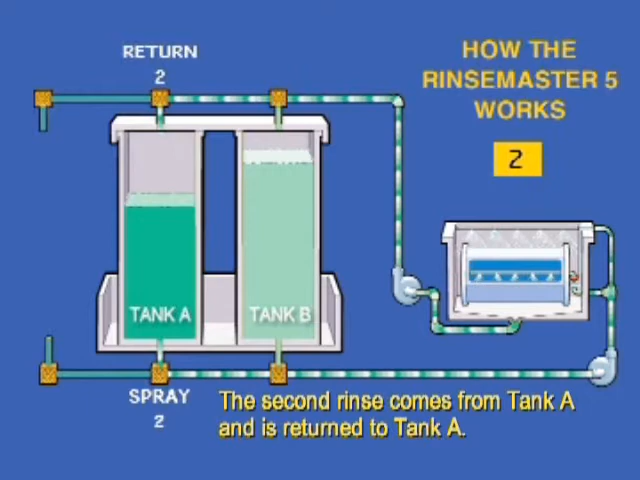 RETURN
2
HOW THE
RINSEMASTER 5
WORKS
2
TANK A
TANK B
SPRAY
2
The second rinse comes from Tank A
and is returned to Tank A.